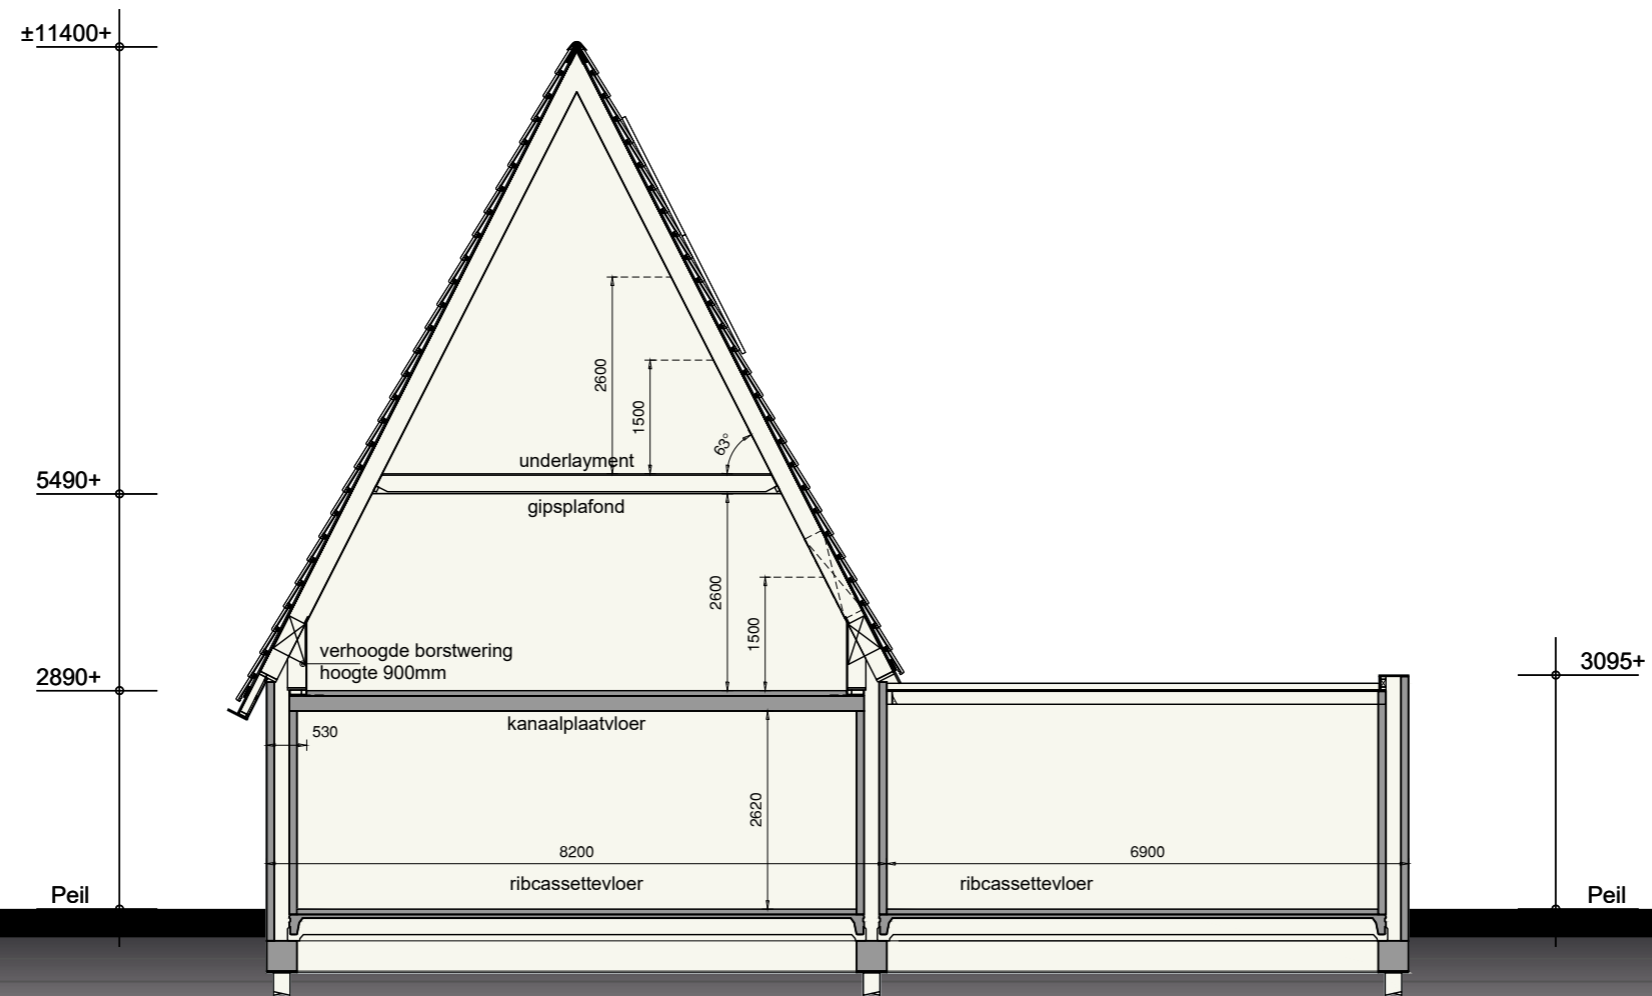 ±11400+
2600
1500
63°
underlayment
5490+
gipsplafond
2600
1500
verhoogde borstwering
hoogte 900mm
3095+
2890+
kanaalplaatvloer
530
2620
8200
6900
ribcassettevloer
ribcassettevloer
Peil
Peil